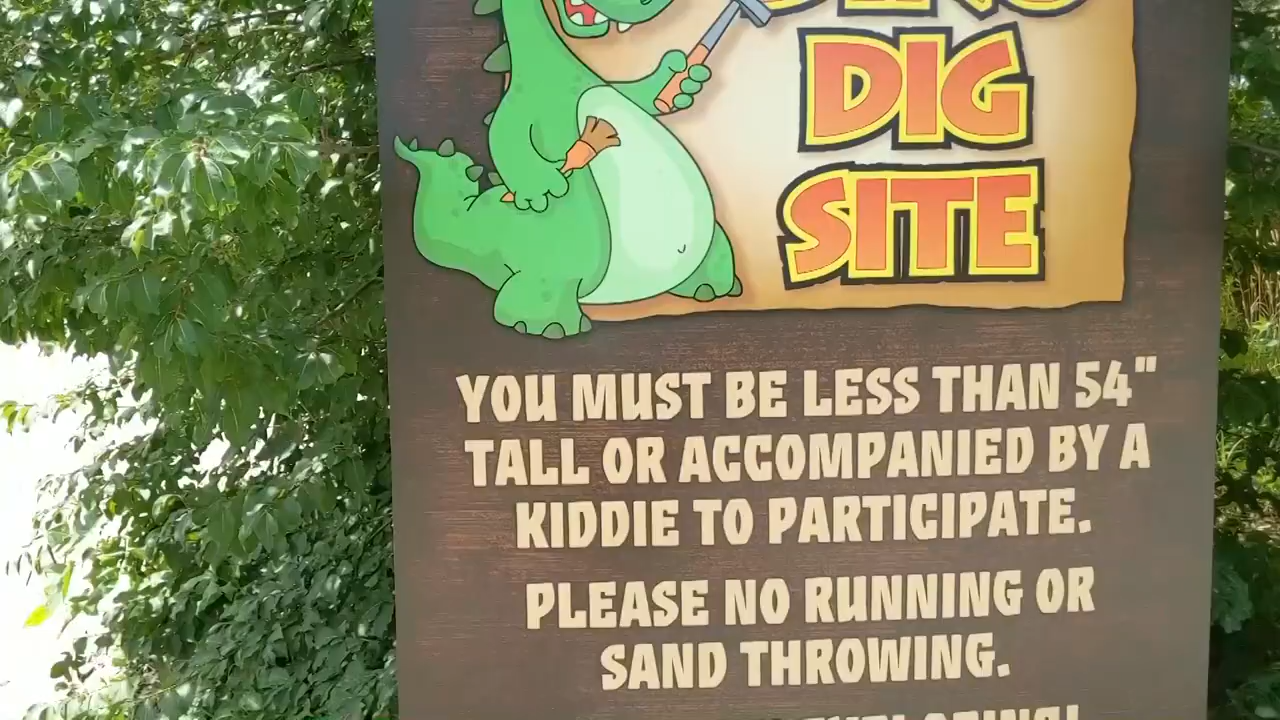 DINO
DIG
SITE
YOU MUST BE LESS THAN 54"
TALL OR ACCOMPANIED BY A
KIDDIE TO PARTICIPATE.
PLEASE NO RUNNING OR
SAND THROWING.